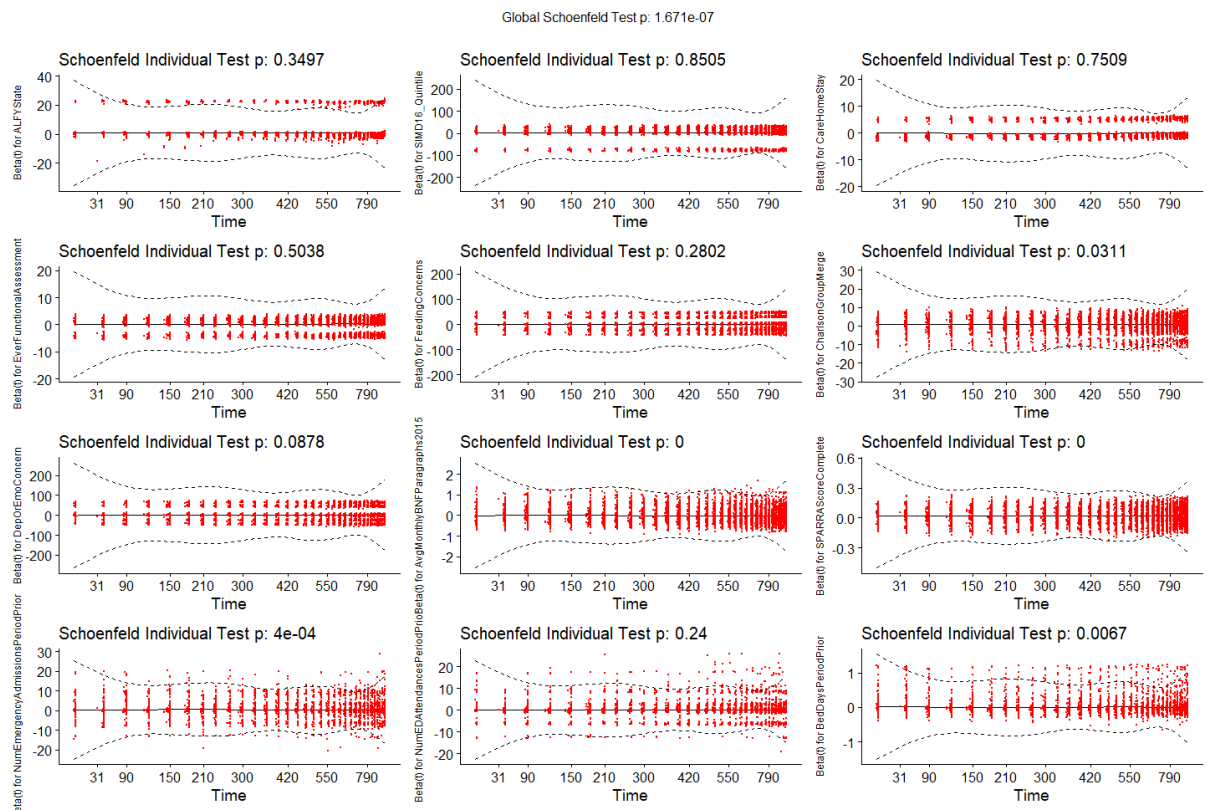 Global Schoenfeld Test p: 1.671e-07
Schoenfeld Individual Test p: 0.3497
Beta(t) for ALFYState
40
20
0
-20
31 90 150 210 300 420 550 790
Time
Schoenfeld Individual Test p: 0.8505
Beta(t) for SIMD16_Quintile
200
100
0
-100
-200
31 90 150 210 300 420 550 790
Time
Schoenfeld Individual Test p: 0.7509
Beta(t) for CareHomeStay
20
10
0
-10
-20
31 90 150 210 300 420 550 790
Time
Schoenfeld Individual Test p: 0.5038
Beta(t) for EverFunctionalAssessment
20
10
0
-10
-20
31 90 150 210 300 420 550 790
Time
Schoenfeld Individual Test p: 0.2802
Beta(t) for FeedingConcerns
200
100
0
-100
-200
31 90 150 210 300 420 550 790
Time
Schoenfeld Individual Test p: 0.0311
Beta(t) for CharlsonGroupMerge
30
20
10
0
-10
-20
-30
31 90 150 210 300 420 550 790
Time
Schoenfeld Individual Test p: 0.0878
Beta(t) for DepOrEmoConcern
200
100
0
-100
-200
31 90 150 210 300 420 550 790
Time
Schoenfeld Individual Test p: 0
Beta(t) for AvgMonthlyBNFParagraphs2015
2
1
0
-1
-2
31 90 150 210 300 420 550 790
Time
Schoenfeld Individual Test p: 0
Beta(t) for SPARRAScoreComplete
0.6
0.3
0.0
-0.3
31 90 150 210 300 420 550 790
Time
Schoenfeld Individual Test p: 4e-04
Beta(t) for NumEmergencyAdmissionsPeriodPrior
30
20
10
0
-10
-20
31 90 150 210 300 420 550 790
Time
Schoenfeld Individual Test p: 0.24
Beta(t) for NumEDAttendancesPeriodPrio
20
10
0
-10
-20
31 90 150 210 300 420 550 790
Time
Schoenfeld Individual Test p: 0.0067
Beta(t) for BedDaysPeriodPrior
1
0
-1
31 90 150 210 300 420 550 790
Time